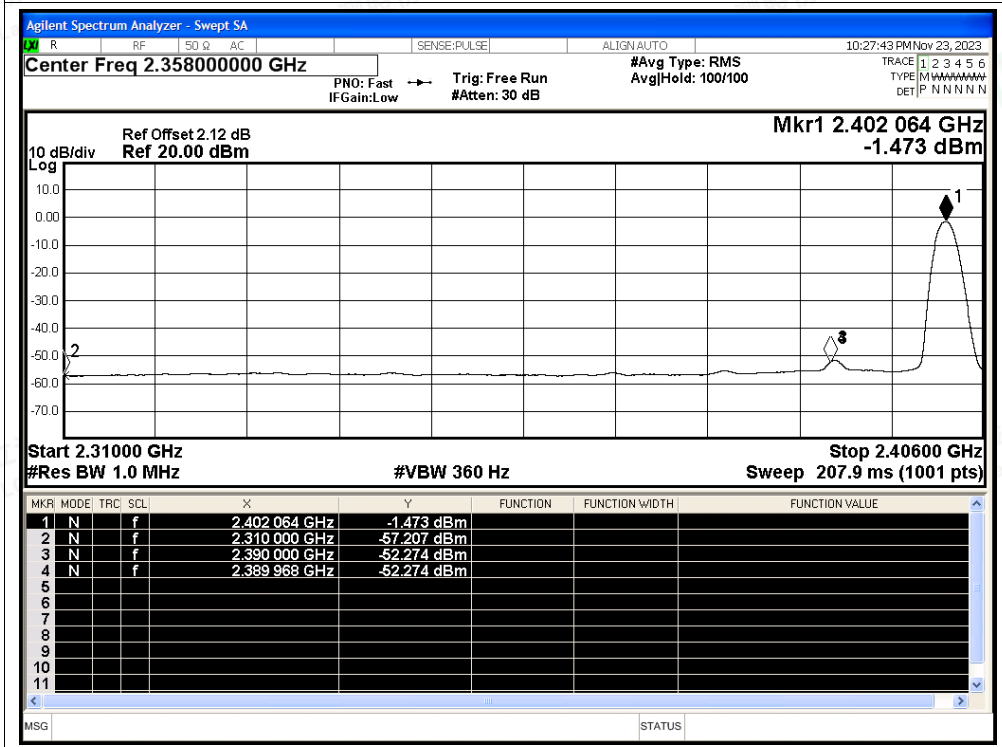 Agilent Spectrum Analyzer - Swept SA
LXI R RF 50 Ω AC SENSE:PULSE ALIGN AUTO 10:27:43 PM Nov 23, 2023
Center Freq 2.358000000 GHz #Avg Type: RMS TRACE 1 2 3 4 5 6
PNO: Fast Trig: Free Run Avg|Hold: 100/100 TYPE M
IFGain:Low #Atten: 30 dB DET P N N N N N
Mkr1 2.402 064 GHz
Ref Offset 2.12 dB
10 dB/div Ref 20.00 dBm -1.473 dBm
Log
1
10.0
0.00
-10.0
-20.0
-30.0
-40.0
-50.0 2
-60.0
-70.0
Start 2.31000 GHz Stop 2.40600 GHz
#Res BW 1.0 MHz #VBW 360 Hz Sweep 207.9 ms (1001 pts)
MKR MODE TRC SCL X Y FUNCTION FUNCTION WIDTH FUNCTION VALUE
1 N f 2.402 064 GHz -1.473 dBm
2 N f 2.310 000 GHz -57.207 dBm
3 N f 2.390 000 GHz -52.274 dBm
4 N f 2.389 968 GHz -52.274 dBm
5
6
7
8
9
10
11
MSG STATUS